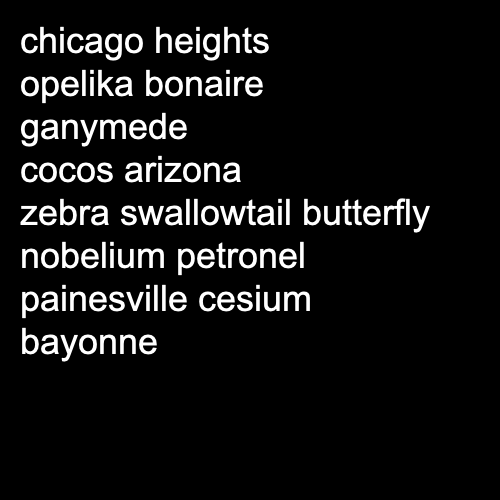 chicago heights
opelika bonaire
ganymede
cocos arizona
zebra swallowtail butterfly
nobelium petronel
painesville cesium
bayonne